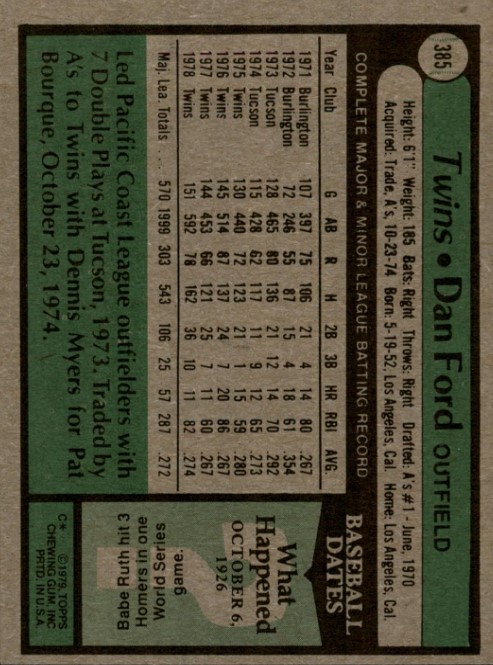 385
Twins • Dan Ford OUTFIELD
Height: 6'1" Weight: 185 Bats: Right Throws: Right Drafted: A's #1 - June, 1970
Acquired: Trade, A's, 10-23-74 Born: 5-19-52, Los Angeles, Cal. Home: Los Angeles, Cal.
COMPLETE MAJOR & MINOR LEAGUE BATTING RECORD
Year Club G AB R H 2B 3B HR RBI AVG.
1971 Burlington 107 397 75 106 21 4 14 80 .267
1972 Burlington 72 246 55 87 15 4 18 61 .354
1973 Tucson 128 465 80 136 21 12 14 70 .292
1974 Tucson 115 428 62 117 11 9 12 65 .273
1975 Twins 130 440 72 123 21 1 15 59 .280
1976 Twins 145 514 87 137 24 7 20 86 .267
1977 Twins 144 453 66 121 25 7 11 60 .267
1978 Twins 151 592 78 162 36 10 11 82 .274
Maj. Lea. Totals . . . 570 1999 303 543 106 25 57 287 .272
Led Pacific Coast League outfielders with
7 Double Plays at Tucson, 1973. Traded by
A's to Twins with Dennis Myers for Pat
Bourque, October 23, 1974.
BASEBALL
DATES
What
Happened
OCTOBER 6,
1926
Babe Ruth hit 3
Homers in one
World Series
game.
C* ©1979, TOPPS
CHEWING GUM, INC
PRTD. IN U.S.A.